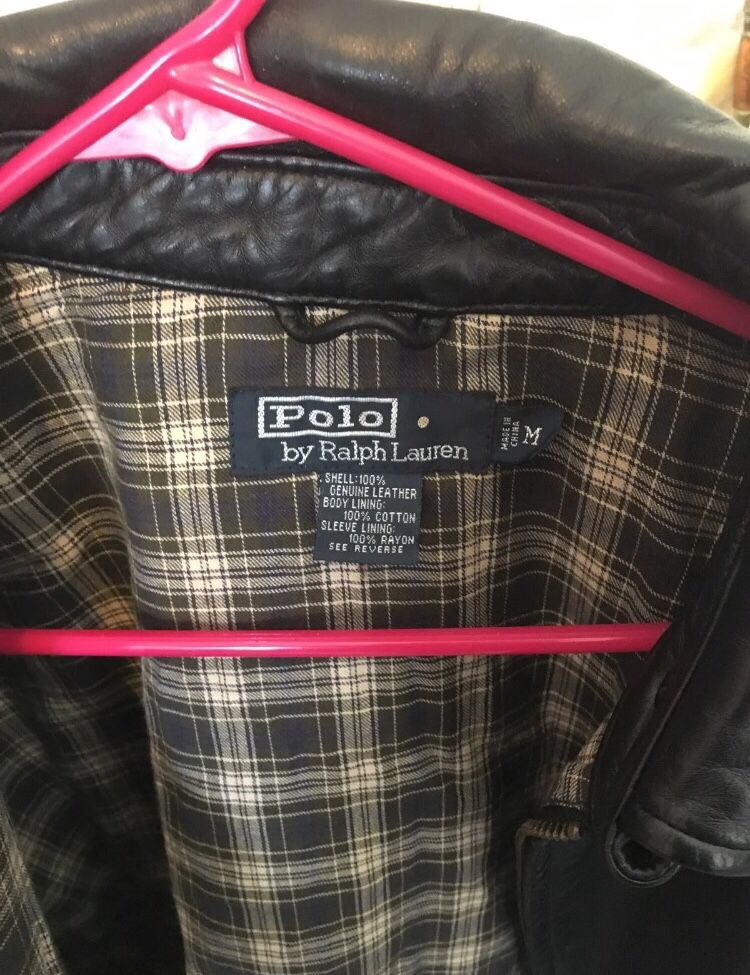 Polo
by Ralph Lauren
MADE IN
CHINA
M
SHELL:100%
GENUINE LEATHER
BODY LINING:
100% COTTON
SLEEVE LINING:
100% RAYON
SEE REVERSE